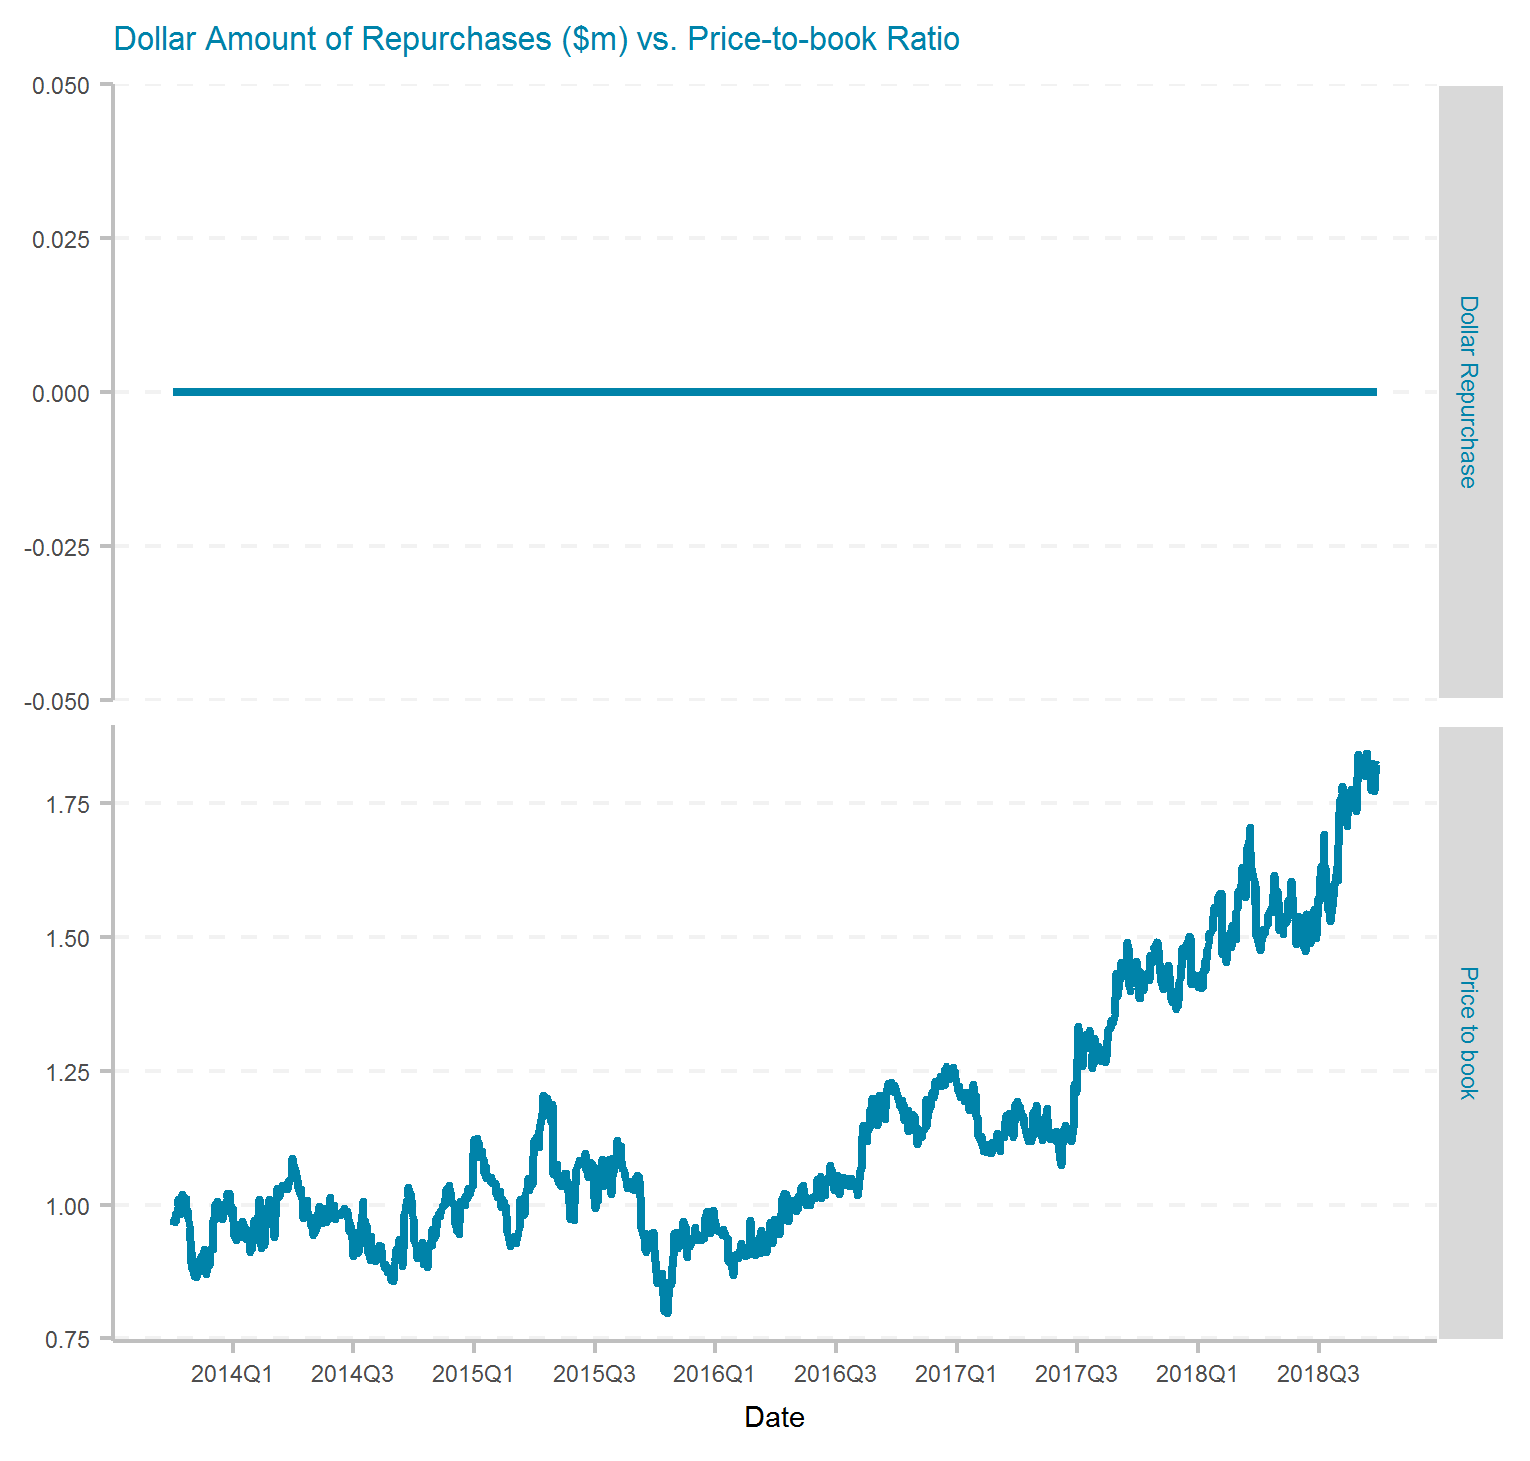 Dollar Amount of Repurchases ($m) vs. Price-to-book Ratio
0.050
0.025
0.000
-0.025
-0.050
Dollar Repurchase
1.75
1.50
1.25
1.00
0.75
Price to book
2014Q1 2014Q3 2015Q1 2015Q3 2016Q1 2016Q3 2017Q1 2017Q3 2018Q1 2018Q3
Date